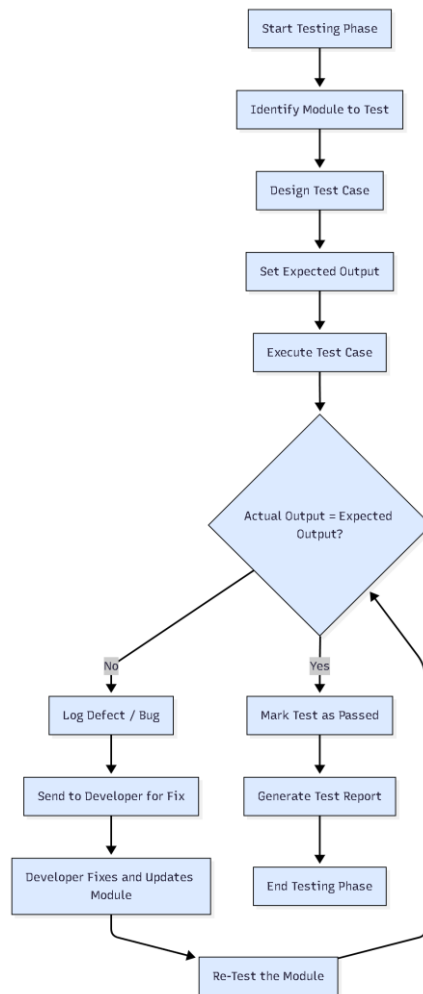 Start Testing Phase
Identify Module to Test
Design Test Case
Set Expected Output
Execute Test Case
Actual Output = Expected
Output?
No
Yes
Log Defect / Bug
Mark Test as Passed
Send to Developer for Fix
Generate Test Report
Developer Fixes and Updates
Module
End Testing Phase
Re-Test the Module